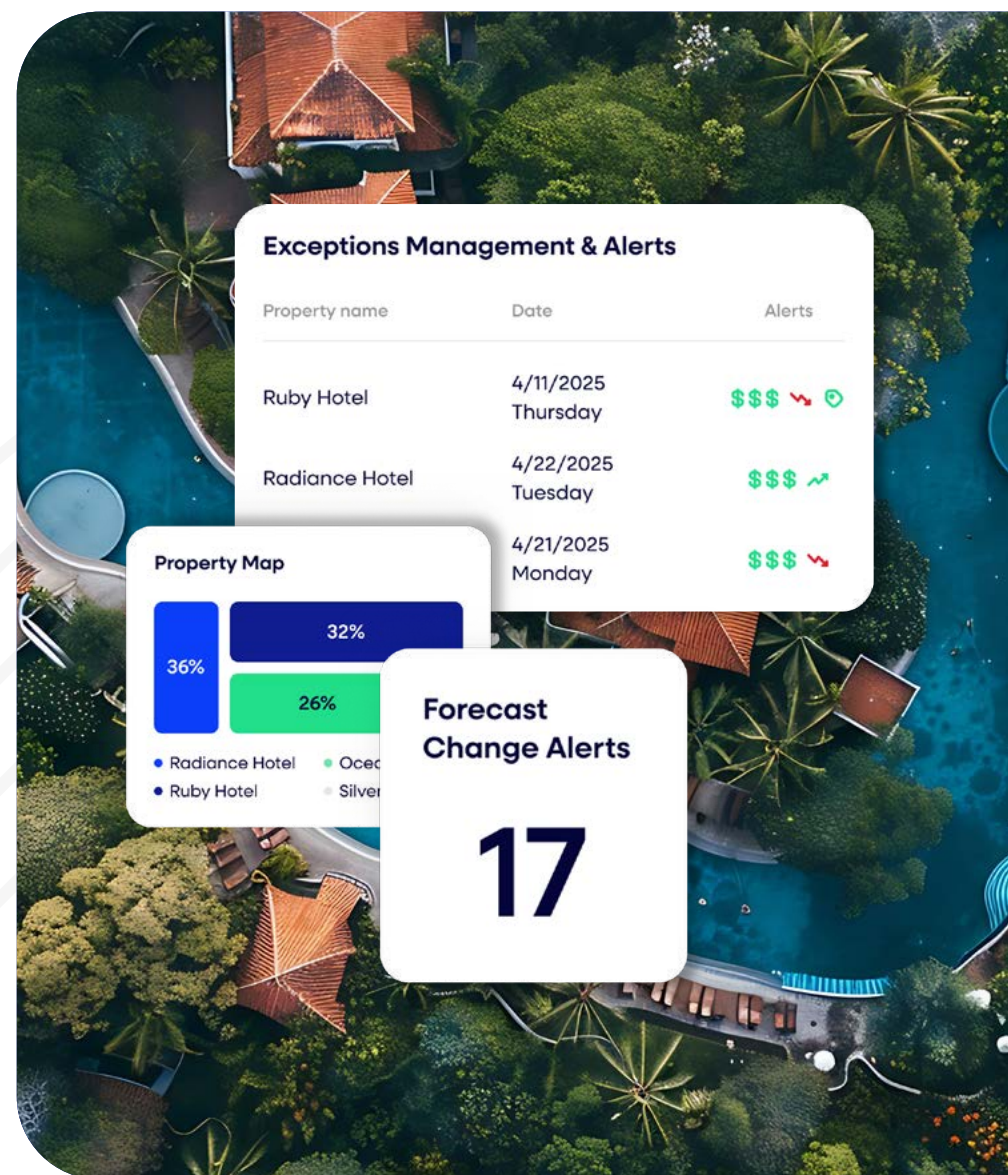 Exceptions Management & Alerts
Property name Date Alerts
Ruby Hotel 4/11/2025 Thursday $$$
Radiance Hotel 4/22/2025 Tuesday $$$
4/21/2025 Monday $$$
Property Map
36% 32%
26%
Radiance Hotel
Ruby Hotel Silver
Forecast
Change Alerts
17